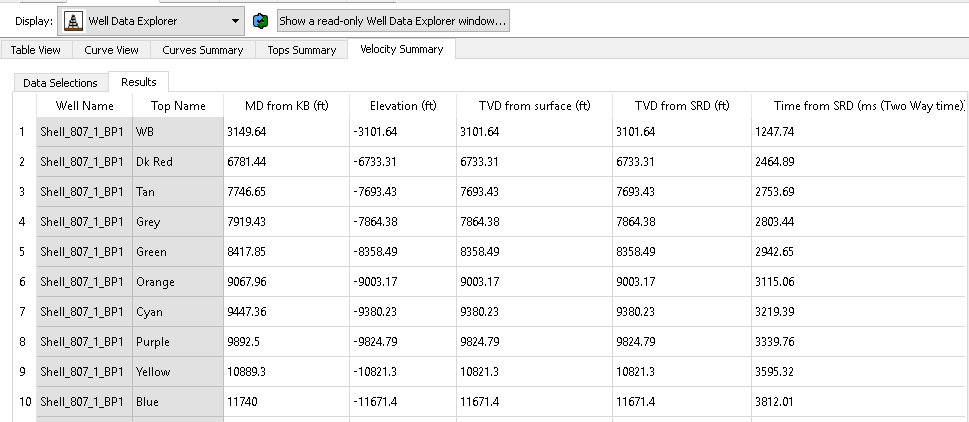 Display: Well Data Explorer Show a read-only Well Data Explorer window...
Table View Curve View Curves Summary Tops Summary Velocity Summary
Data Selections Results
Well Name Top Name MD from KB (ft) Elevation (ft) TVD from surface (ft) TVD from SRD (ft) Time from SRD (ms (Two Way time))
1 Shell_807_1_BP1 WB 3149.64 -3101.64 3101.64 3101.64 1247.74
2 Shell_807_1_BP1 Dk Red 6781.44 -6733.31 6733.31 6733.31 2464.89
3 Shell_807_1_BP1 Tan 7746.65 -7693.43 7693.43 7693.43 2753.69
4 Shell_807_1_BP1 Grey 7919.43 -7864.38 7864.38 7864.38 2803.44
5 Shell_807_1_BP1 Green 8417.85 -8358.49 8358.49 8358.49 2942.65
6 Shell_807_1_BP1 Orange 9067.96 -9003.17 9003.17 9003.17 3115.06
7 Shell_807_1_BP1 Cyan 9447.36 -9380.23 9380.23 9380.23 3219.39
8 Shell_807_1_BP1 Purple 9892.5 -9824.79 9824.79 9824.79 3339.76
9 Shell_807_1_BP1 Yellow 10889.3 -10821.3 10821.3 10821.3 3595.32
10 Shell_807_1_BP1 Blue 11740 -11671.4 11671.4 11671.4 3812.01